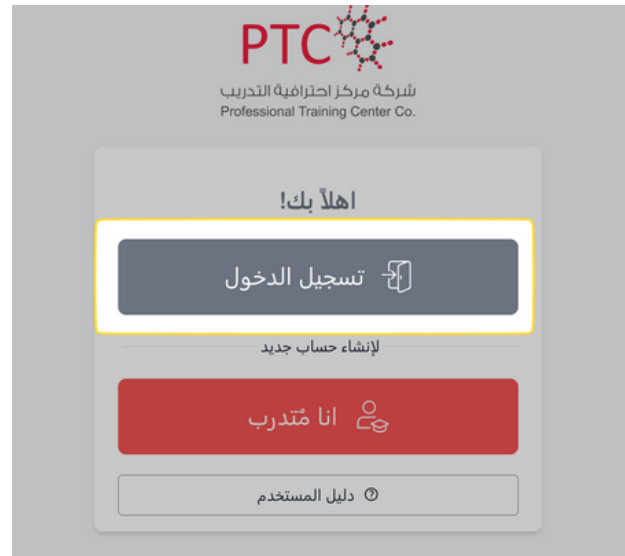 PTC
شركة مركز احترافية التدريب
Professional Training Center Co.
اهلاً بك!
تسجيل الدخول
لإنشاء حساب جديد
انا مُتدرب
دليل المستخدم